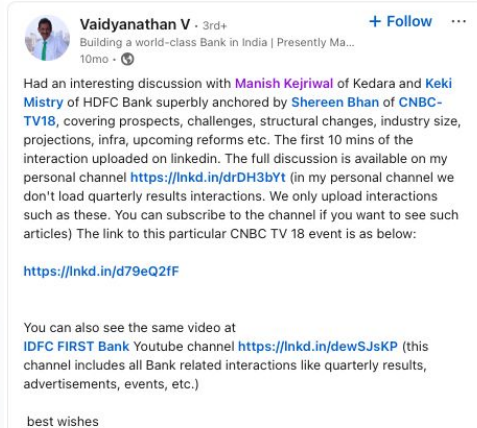 Vaidyanathan V · 3rd+
+ Follow ...
Building a world-class Bank in India | Presently Ma...
10mo ·
Had an interesting discussion with Manish Kejriwal of Kedara and Keki
Mistry of HDFC Bank superbly anchored by Shereen Bhan of CNBC-
TV18, covering prospects, challenges, structural changes, industry size,
projections, infra, upcoming reforms etc. The first 10 mins of the
interaction uploaded on linkedin. The full discussion is available on my
personal channel https://lnkd.in/drDH3bYt (in my personal channel we
don't load quarterly results interactions. We only upload interactions
such as these. You can subscribe to the channel if you want to see such
articles) The link to this particular CNBC TV 18 event is as below:
https://lnkd.in/d79eQ2fF
You can also see the same video at
IDFC FIRST Bank Youtube channel https://lnkd.in/dewSJsKP (this
channel includes all Bank related interactions like quarterly results,
advertisements, events, etc.)
best wishes